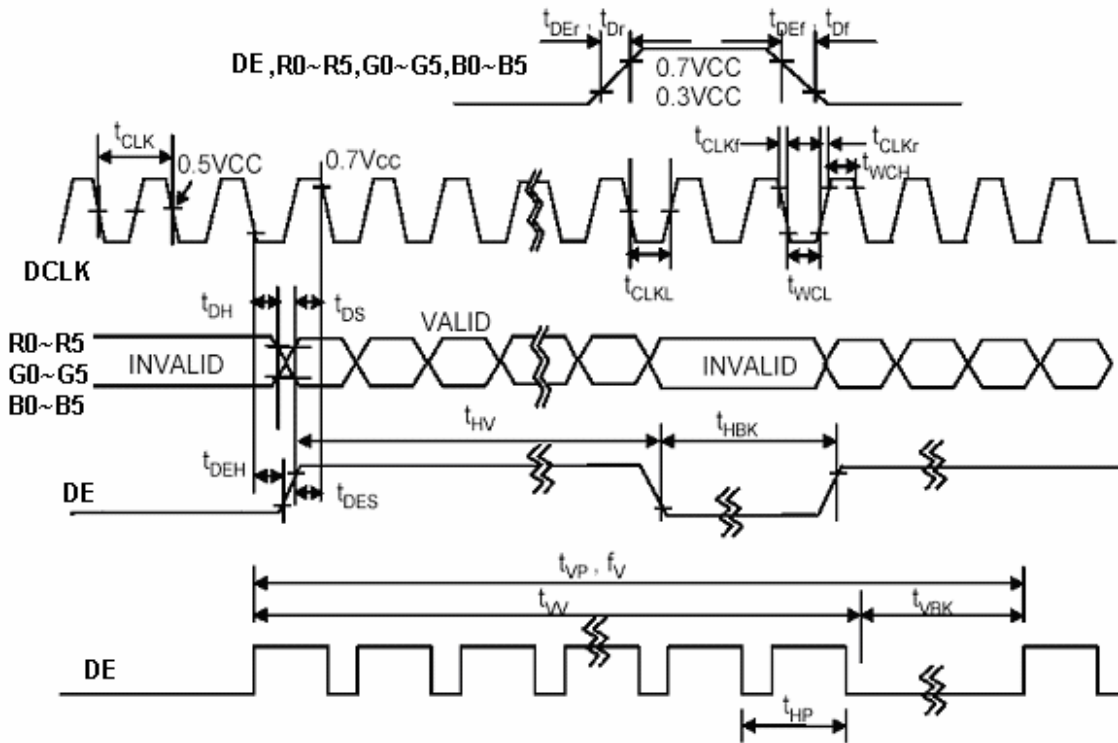 tDEr , tDr
tDEf , tDf
DE ,R0~R5,G0~G5,B0~B5
0.7VCC
0.3VCC
tCLK
0.5VCC
0.7Vcc
tCLKf
tCLKr
tWCH
DCLK
tCLKL
tWCL
tDH
tDS
VALID
R0~R5
G0~G5
B0~B5
INVALID
INVALID
tHV
tHBK
tDEH
tDES
DE
tVP , fV
tVV
tVBK
DE
tHP